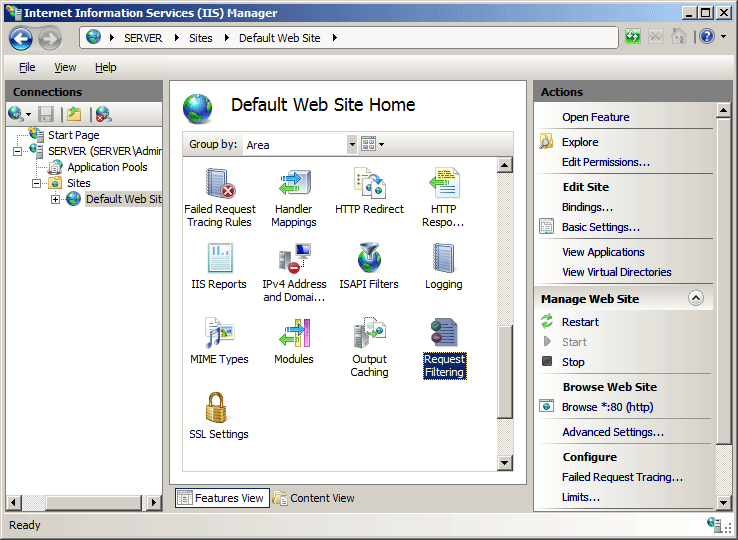 Internet Information Services (IIS) Manager
SERVER Sites Default Web Site
File View Help
Connections
Start Page
SERVER (SERVER\Admir
Application Pools
Sites
Default Web Sit
Default Web Site Home
Group by: Area
Failed Request
Tracing Rules
Handler
Mappings
HTTP Redirect
HTTP
Respo...
IIS Reports
IPv4 Address
and Domai...
ISAPI Filters
Logging
MIME Types
Modules
Output
Caching
Request
Filtering
SSL Settings
Features View
Content View
Actions
Open Feature
Explore
Edit Permissions...
Edit Site
Bindings...
Basic Settings...
View Applications
View Virtual Directories
Manage Web Site
Restart
Start
Stop
Browse Web Site
Browse *:80 (http)
Advanced Settings...
Configure
Failed Request Tracing...
Limits...
Ready